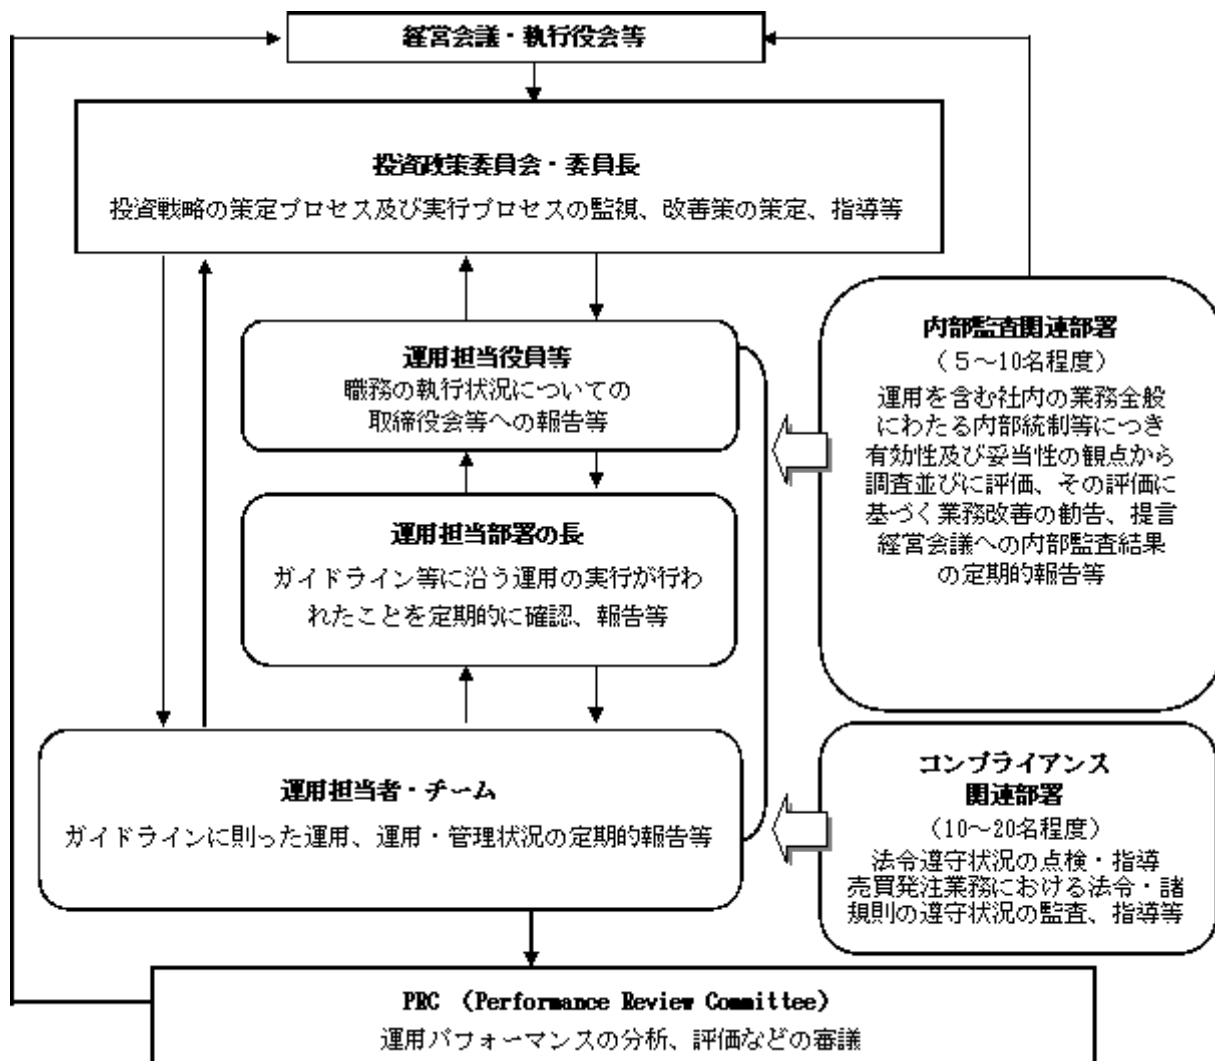 経営会議・執行役会等
投資政策委員会・委員長
投資戦略の策定プロセス及び実行プロセスの監視、改善策の策定、指導等
運用担当役員等
職務の執行状況についての
取締役会等への報告等
運用担当部署の長
ガイドライン等に沿う運用の実行が行わ
れたことを定期的に確認、報告等
運用担当者・チーム
ガイドラインに則った運用、運用・管理状況の定期的報告等
内部監査関連部署
（５～10名程度）
運用を含む社内の業務全般
にわたる内部統制等につき
有効性及び妥当性の観点から
調査並びに評価、その評価に
基づく業務改善の勧告、提言
経営会議への内部監査結果
の定期的報告等
コンプライアンス
関連部署
（10～20名程度）
法令遵守状況の点検・指導
売買発注業務における法令・諸
規則の遵守状況の監査、指導等
PRC （Performance Review Committee）
運用パフォーマンスの分析、評価などの審議